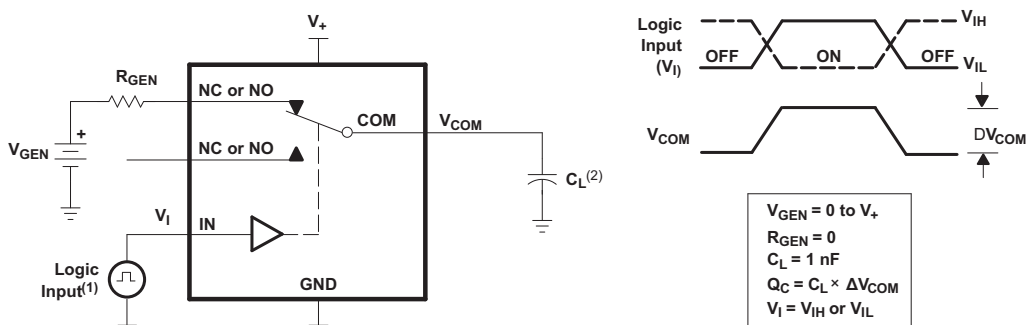 V+
RGEN
NC or NO
COM
VCOM
VGEN
+
NC or NO
CL(2)
VI
IN
Logic
Input(1)
GND
Logic
Input
(VI)
VIH
OFF
ON
OFF
VIL
VCOM
DVCOM
VGEN = 0 to V+
RGEN = 0
CL = 1 nF
QC = CL × ΔVCOM
VI = VIH or VIL